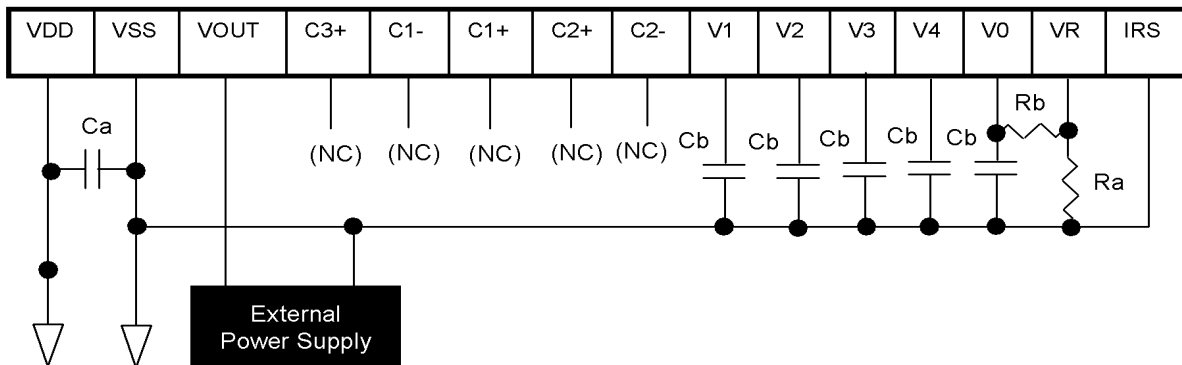 VDD VSS VOUT C3+ C1- C1+ C2+ C2- V1 V2 V3 V4 V0 VR IRS
Ca
Rb
Cb Cb Cb Cb Cb
(NC) (NC) (NC) (NC) (NC)
Ra
External
Power Supply